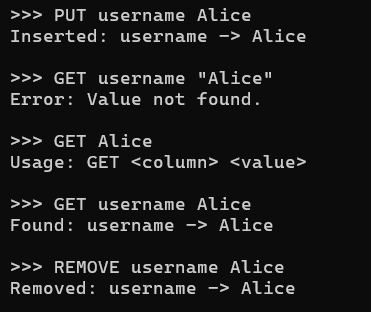 >>> PUT username Alice
Inserted: username -> Alice
>>> GET username "Alice"
Error: Value not found.
>>> GET Alice
Usage: GET <column> <value>
>>> GET username Alice
Found: username -> Alice
>>> REMOVE username Alice
Removed: username -> Alice